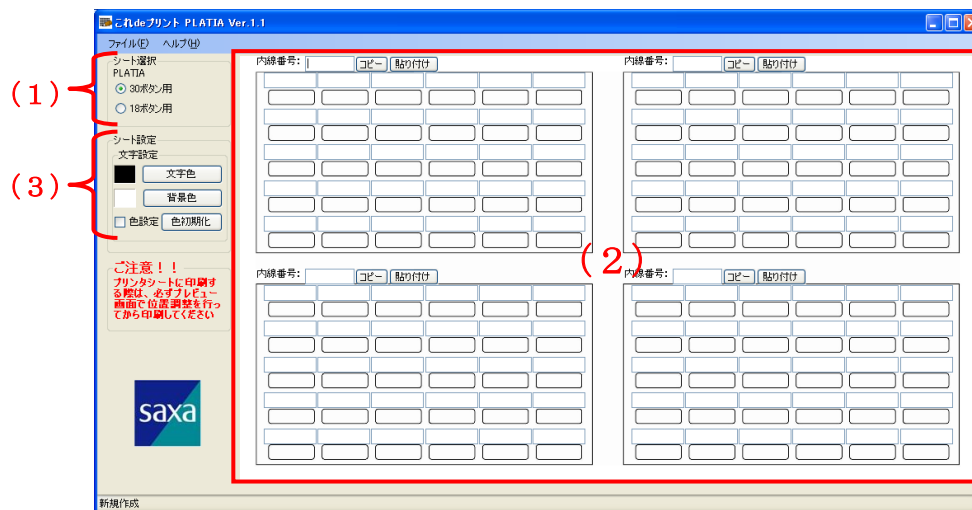 これdeプリント PLATIA Ver.1.1
ファイル(F) ヘルプ(H)
シート選択
PLATIA
30ボタン用
18ボタン用
(1)
シート設定
文字設定
文字色
背景色
色設定 色初期化
(3)
ご注意！！
プリンタシートに印刷す
る際は、必ずプレビュー
画面で位置調整を行っ
てから印刷してください
saxa
内線番号: コピー 貼り付け
内線番号: コピー 貼り付け
(2)
内線番号: コピー 貼り付け
内線番号: コピー 貼り付け
新規作成